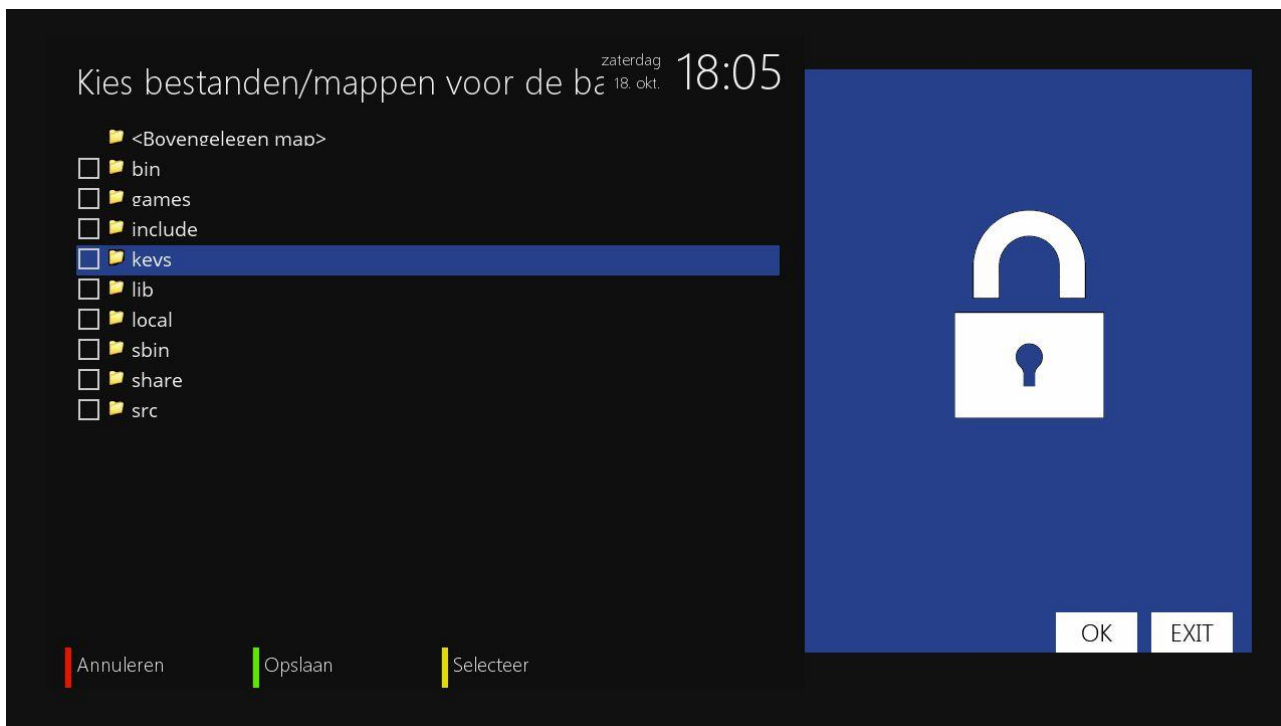 Kies bestanden/mappen voor de ba
zaterdag
18. okt.
18:05
<Bovengelegen map>
bin
games
include
keys
lib
local
sbin
share
src
OK
EXIT
Annuleren
Opslaan
Selecteer